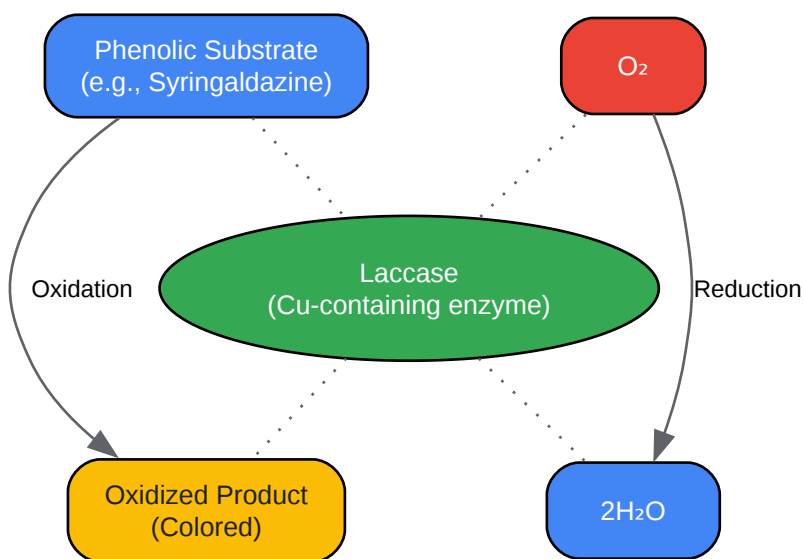 Phenolic Substrate
(e.g., Syringaldazine)
O₂
Laccase
(Cu-containing enzyme)
Oxidation
Reduction
Oxidized Product
(Colored)
2H₂O